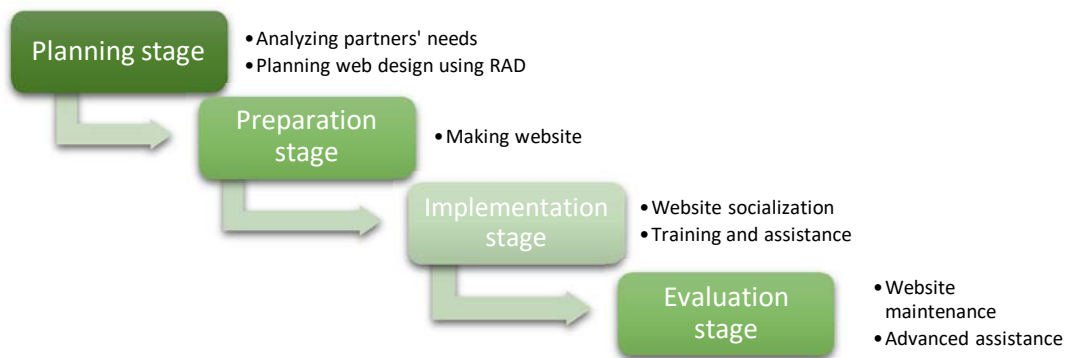 Planning stage
•Analyzing partners' needs
•Planning web design using RAD
Preparation
stage
•Making website
Implementation
stage
•Website socialization
•Training and assistance
Evaluation
stage
•Website
maintenance
•Advanced assistance